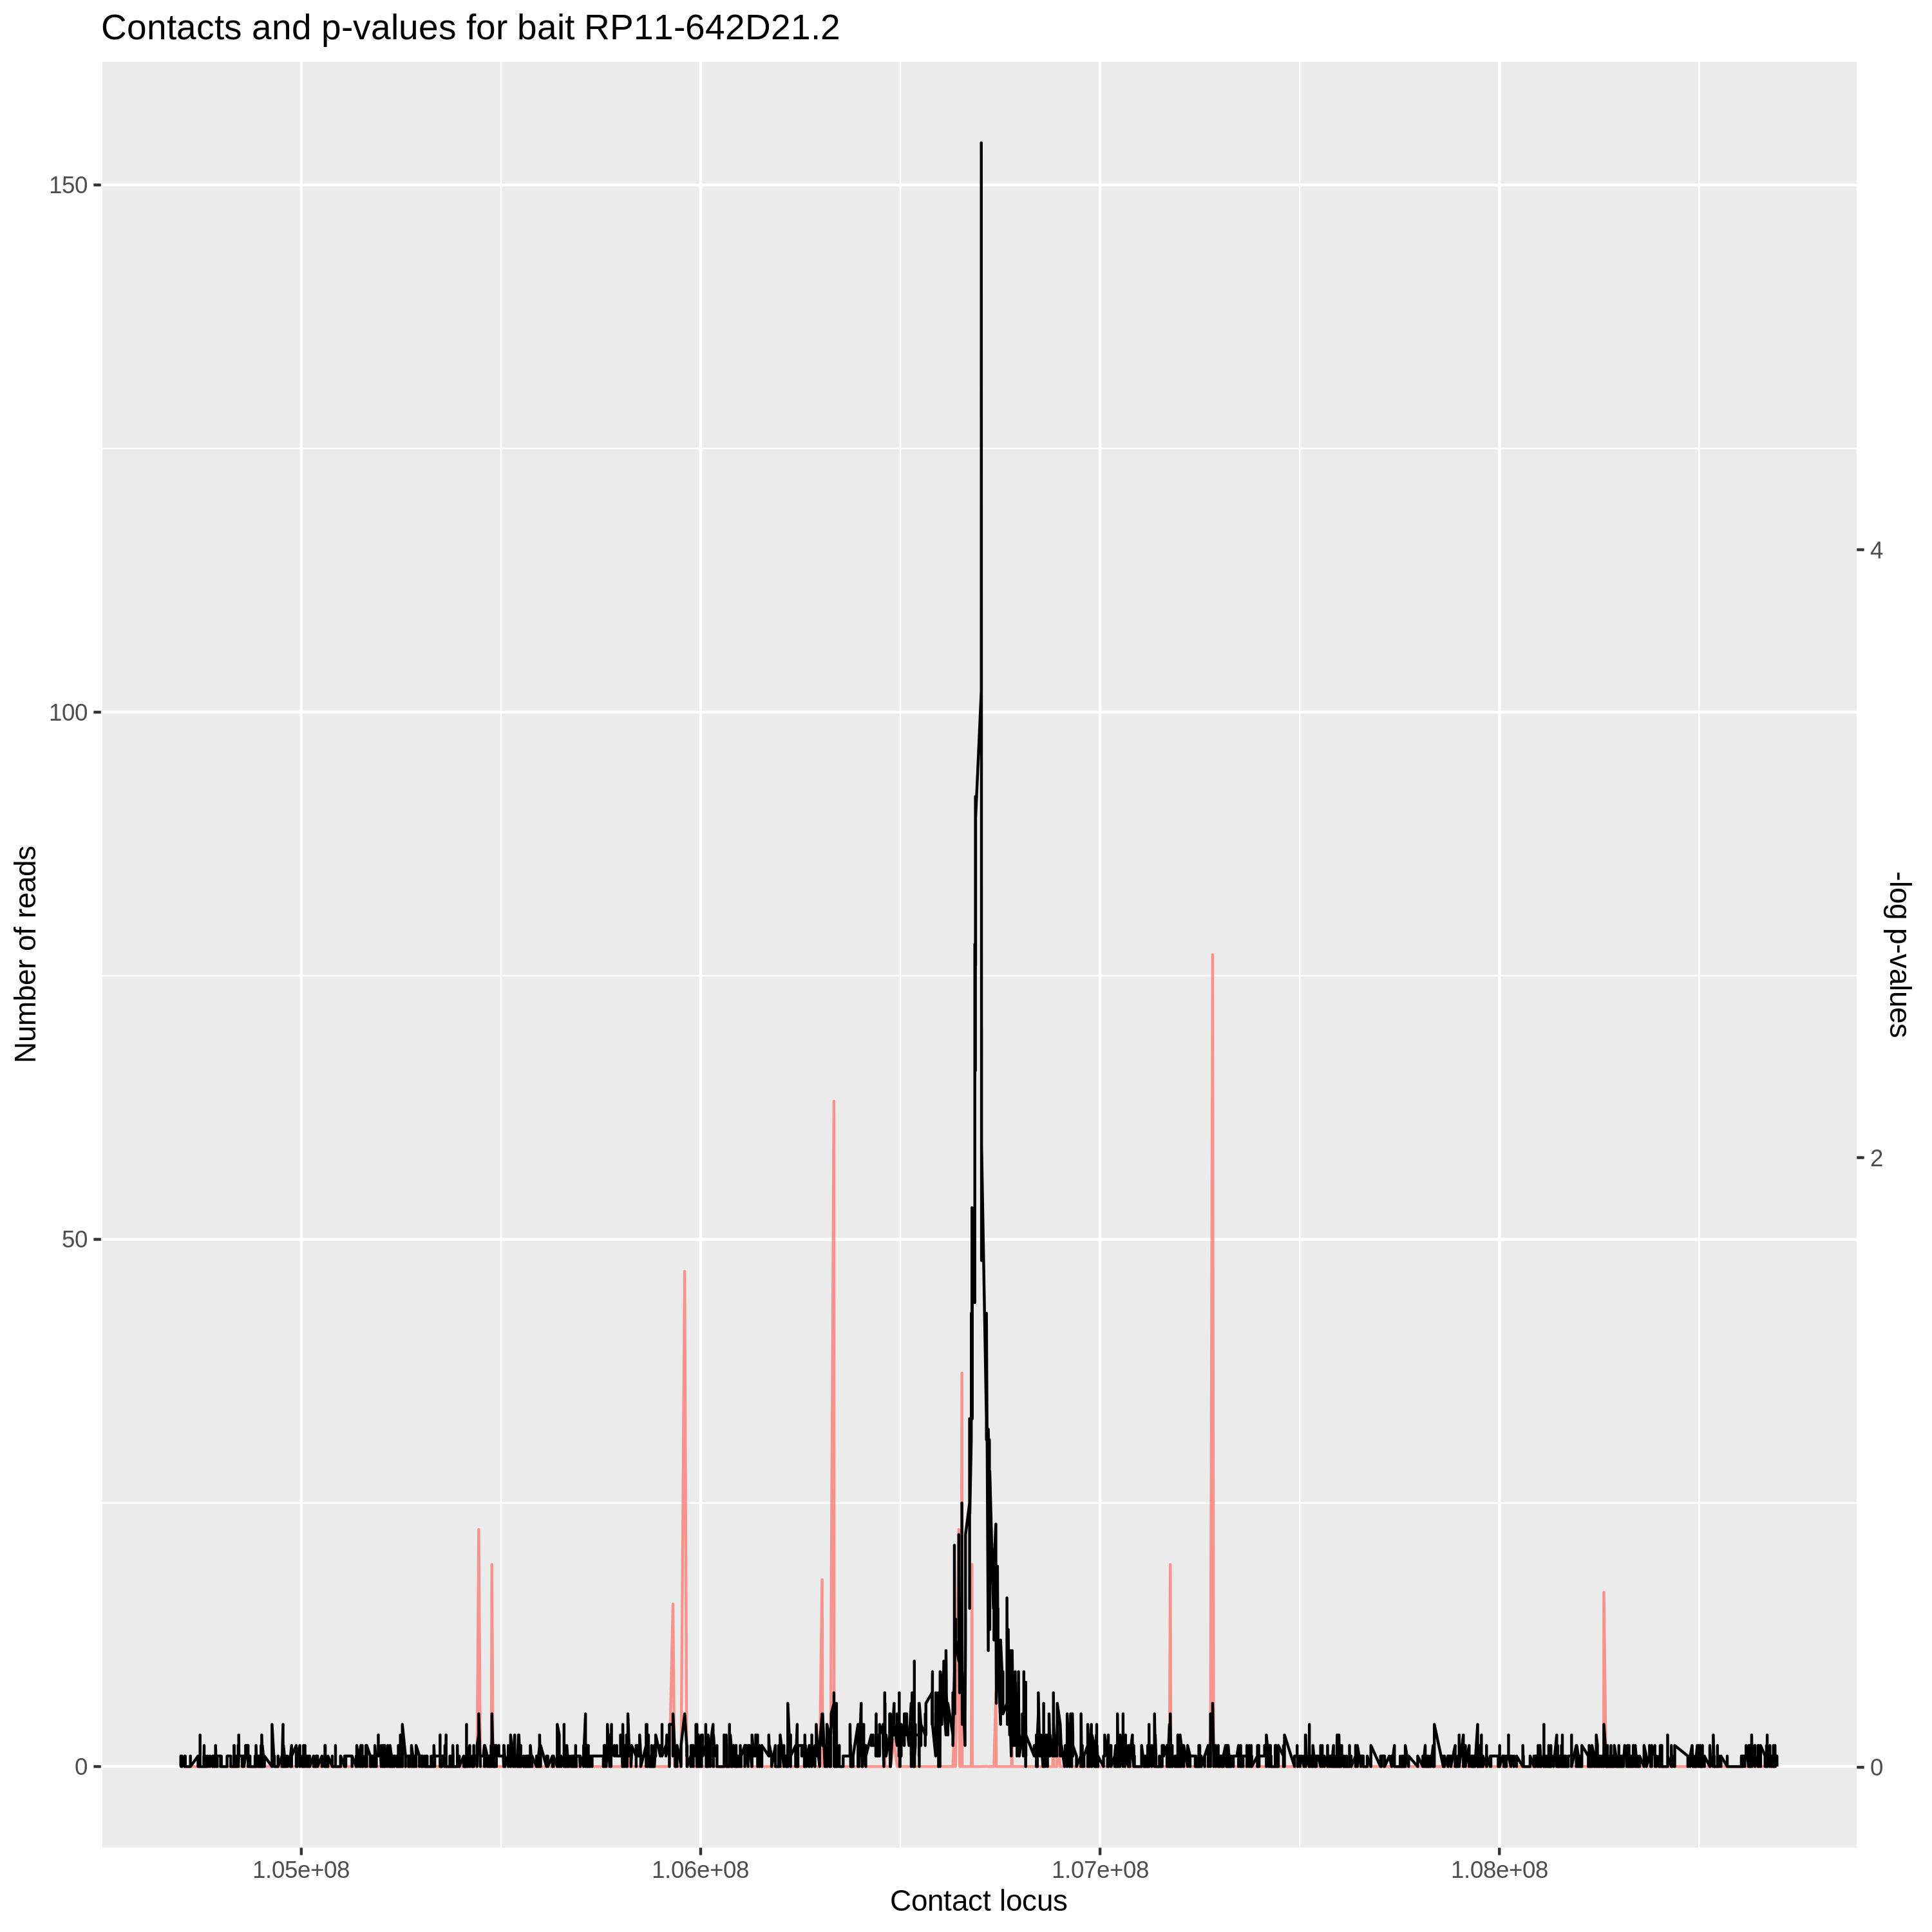 Contacts and p-values for bait RP11-642D21.2
150
100
50
0
Number of reads
4
2
0
-log p-values
1.05e+08
1.06e+08
1.07e+08
1.08e+08
Contact locus